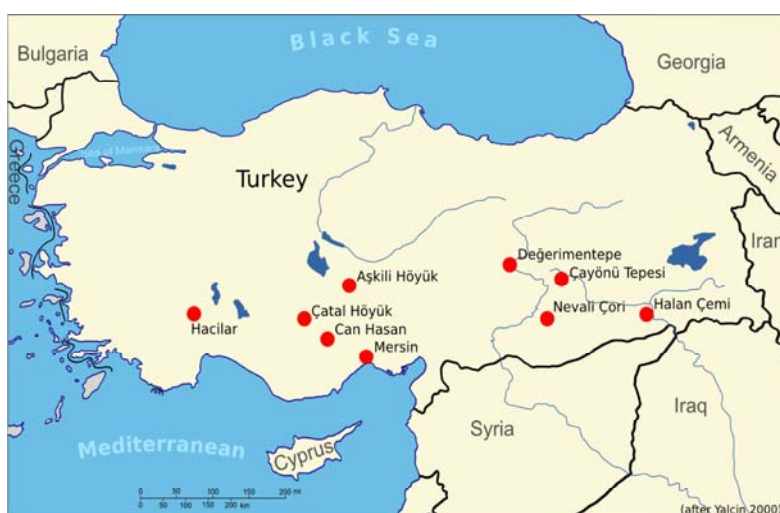 Black Sea
Bulgaria
Georgia
Greece
Sea of Marmara
Armenia
Turkey
Iran
Değerimentepe
Aşkili Höyük
Çayönü Tepesi
Hacilar
Çatal Höyük
Nevali Çori
Halan Çemi
Can Hasan
Mersin
Syria
Iraq
Mediterranean
Cyprus
0 50 100 150 200 mi
0 50 100 150 200 km
(after Yalcin 2000)